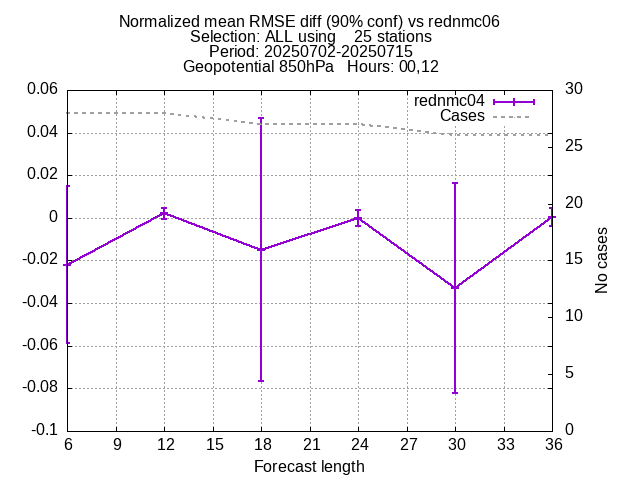 Normalized mean RMSE diff (90% conf) vs rednmc06
Selection: ALL using    25 stations
Period: 20250702-20250715
Geopotential 850hPa   Hours: 00,12
rednmc04
Cases
0.06
0.04
0.02
0
-0.02
-0.04
-0.06
-0.08
-0.1
30
25
20
15
10
5
0
No cases
6 9 12 15 18 21 24 27 30 33 36
Forecast length